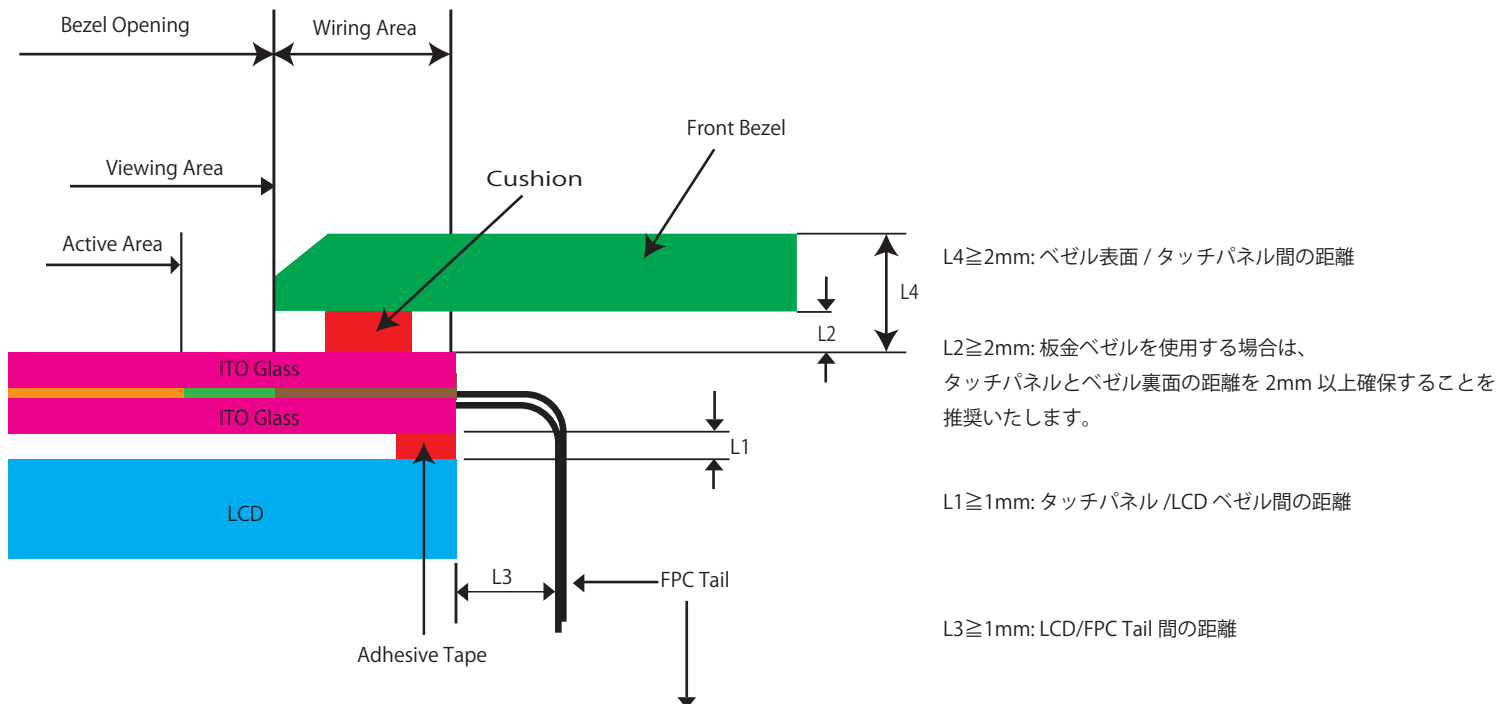 Bezel Opening
Wiring Area
Front Bezel
Viewing Area
Cushion
Active Area
L4≧2mm: ベゼル表面 / タッチパネル間の距離
L4
L2
L2≧2mm: 板金ベゼルを使用する場合は、
タッチパネルとベゼル裏面の距離を 2mm 以上確保することを
推奨いたします。
ITO Glass
ITO Glass
L1
L1≧1mm: タッチパネル /LCD ベゼル間の距離
LCD
L3
FPC Tail
L3≧1mm: LCD/FPC Tail 間の距離
Adhesive Tape